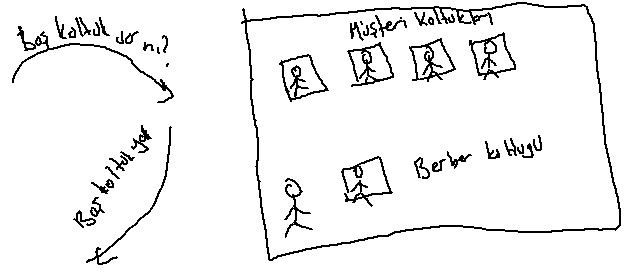 Boş koltuk var mı?
Müşteri koltukları
Boş koltuk yok
Berber koltuğu